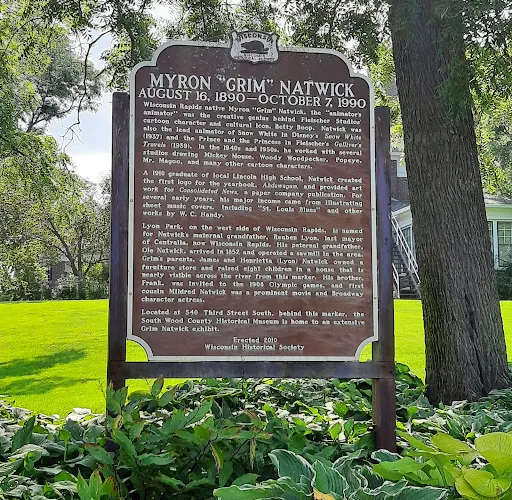 WISCONSIN
MYRON "GRIM" NATWICK
AUGUST 16, 1890—OCTOBER 7, 1990
Wisconsin Rapids native Myron "Grim" Natwick, the "animator's
animator" was the creative genius behind Fleischer Studios'
cartoon character and cultural icon, Betty Boop. Natwick was
also the lead animator of Snow White in Disney's Snow White
(1937) and the Prince and the Princess in Fleischer's Gulliver's
Travels (1939). In the 1940s and 1950s, he worked with several
studios drawing Mickey Mouse, Woody Woodpecker, Popeye,
Mr. Magoo, and many other cartoon characters.
A 1910 graduate of local Lincoln High School, Natwick created
the first logo for the yearbook, Ahdawagam, and provided art
work for Consolidated News, a paper company publication. For
several early years, his major income came from illustrating
sheet music covers, including "St. Louis Blues" and other
works by W. C. Handy.
Lyon Park, on the west side of Wisconsin Rapids, is named
for Natwick's maternal grandfather, Reuben Lyon, last mayor
of Centralia, now Wisconsin Rapids. His paternal grandfather,
Ole Natwick, arrived in 1852 and operated a sawmill in the area.
Grim's parents, James and Henrietta (Lyon) Natwick owned a
furniture store and raised eight children in a house that is
nearly visible across the river from this marker. His brother,
Frank, was invited to the 1908 Olympic games, and first
cousin Mildred Natwick was a prominent movie and Broadway
character actress.
Located at 540 Third Street South, behind this marker, the
South Wood County Historical Museum is home to an extensive
Grim Natwick exhibit.
Erected 2010
Wisconsin Historical Society